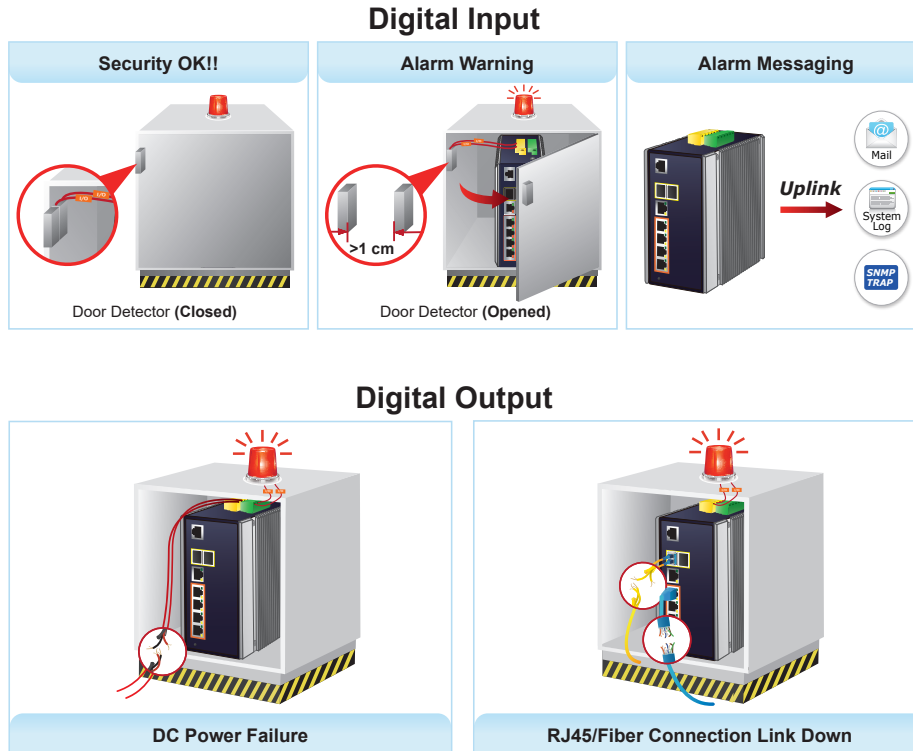 Digital Input
Security OK!!
Alarm Warning
Alarm Messaging
I/O
I/O
>1 cm
Uplink
Mail
System
Log
SNMP
TRAP
Door Detector (Closed)
Door Detector (Opened)
Digital Output
DC Power Failure
RJ45/Fiber Connection Link Down